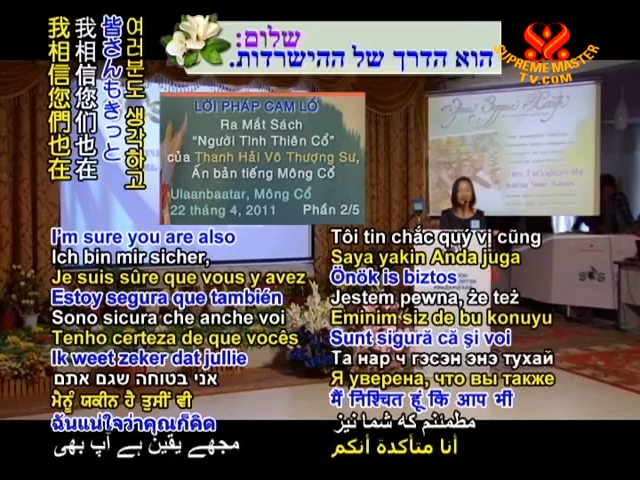 여러분도 생각하고
皆さんもきっと
我相信您们也在
我相信您們也在
שלום:
הוא הדרך של ההישרדות.
SUPREME MASTER
TV.COM
LỜI PHÁP CAM LỒ
Ra Mắt Sách
"Người Tình Thiên Cổ"
của Thanh Hải Vô Thượng Sư,
Ấn bản tiếng Mông Cổ
Ulaanbaatar, Mông Cổ
22 tháng 4, 2011 Phần 2/5
I'm sure you are also
Ich bin mir sicher,
Je suis sûre que vous y avez
Estoy segura que también
Sono sicura che anche voi
Tenho certeza de que vocês
Ik weet zeker dat jullie
אני בטוחה שגם אתם
ਮੈਨੂੰ ਯਕੀਨ ਹੈ ਤੁਸੀਂ ਵੀ
ฉันแน่ใจว่าคุณก็คิด
مجھے یقین ہے آپ بھی
Tôi tin chắc quý vị cũng
Saya yakin Anda juga
Önök is biztos
Jestem pewna, że też
Eminim siz de bu konuyu
Sunt sigură că şi voi
Та нар ч гэсэн энэ тухай
Я уверена, что вы также
मैं निश्चित हूं कि आप भी
مطمئنم که شما نیز
أنا متأكدة أنكم